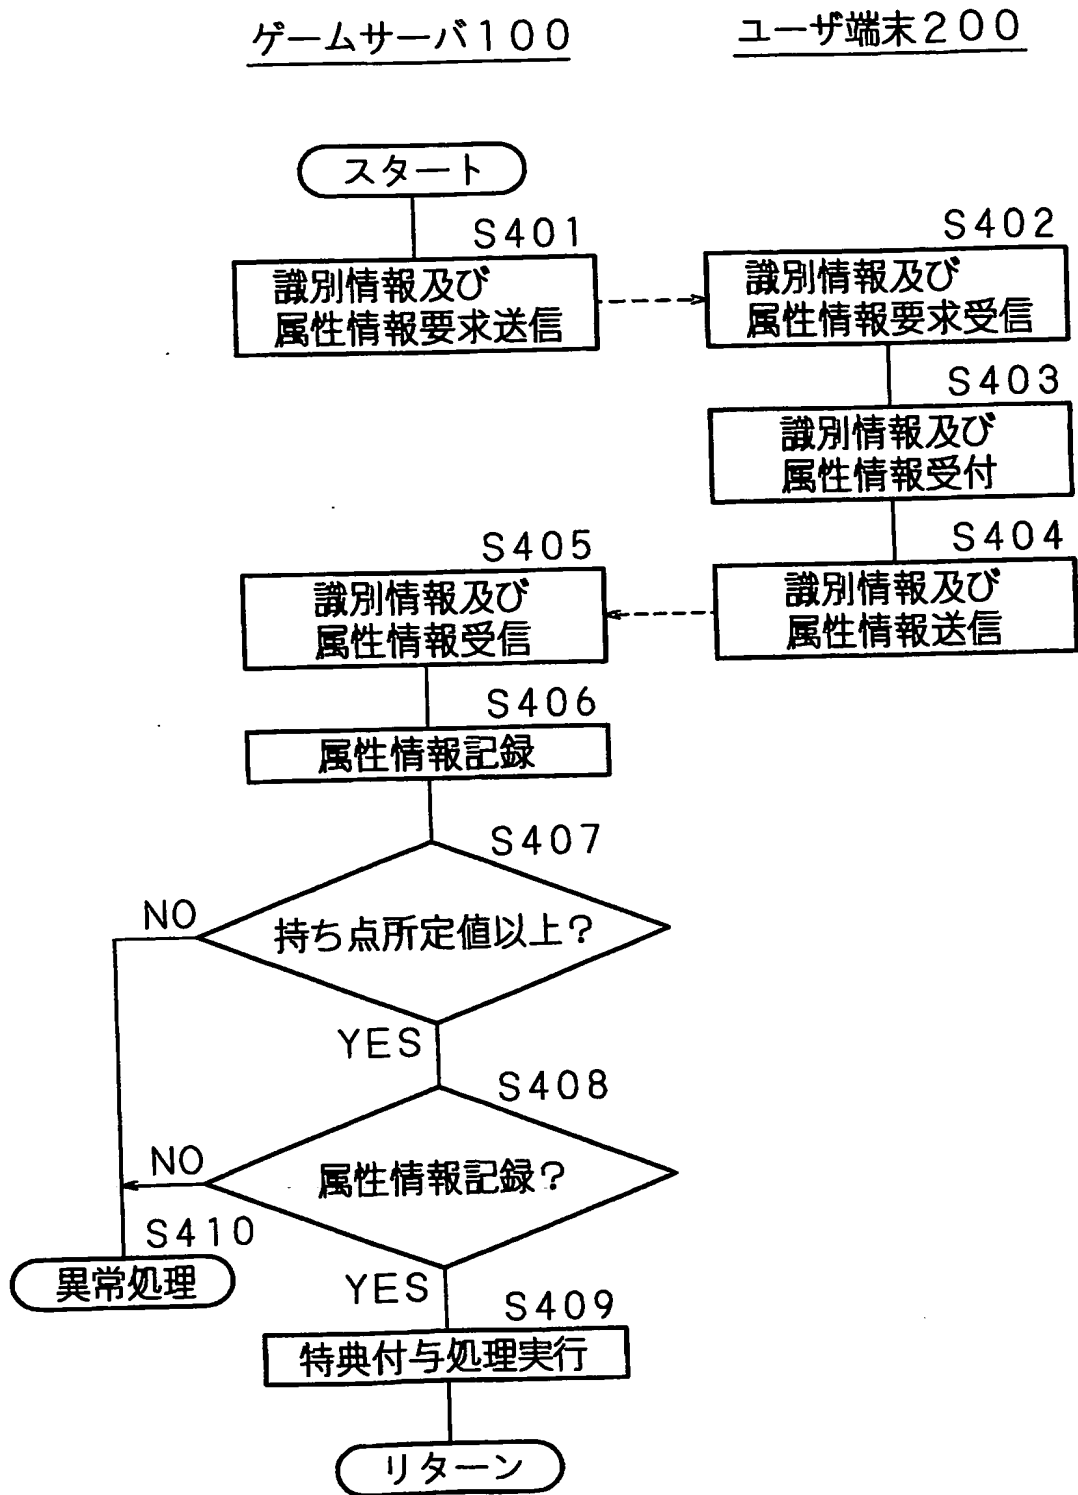 ゲームサーバ１００
ユーザ端末２００
スタート
S401
識別情報及び
属性情報要求送信
S402
識別情報及び
属性情報要求受信
S403
識別情報及び
属性情報受付
S404
識別情報及び
属性情報送信
S405
識別情報及び
属性情報受信
S406
属性情報記録
S407
持ち点所定値以上？
NO
YES
S408
属性情報記録？
NO
YES
S410
異常処理
S409
特典付与処理実行
リターン